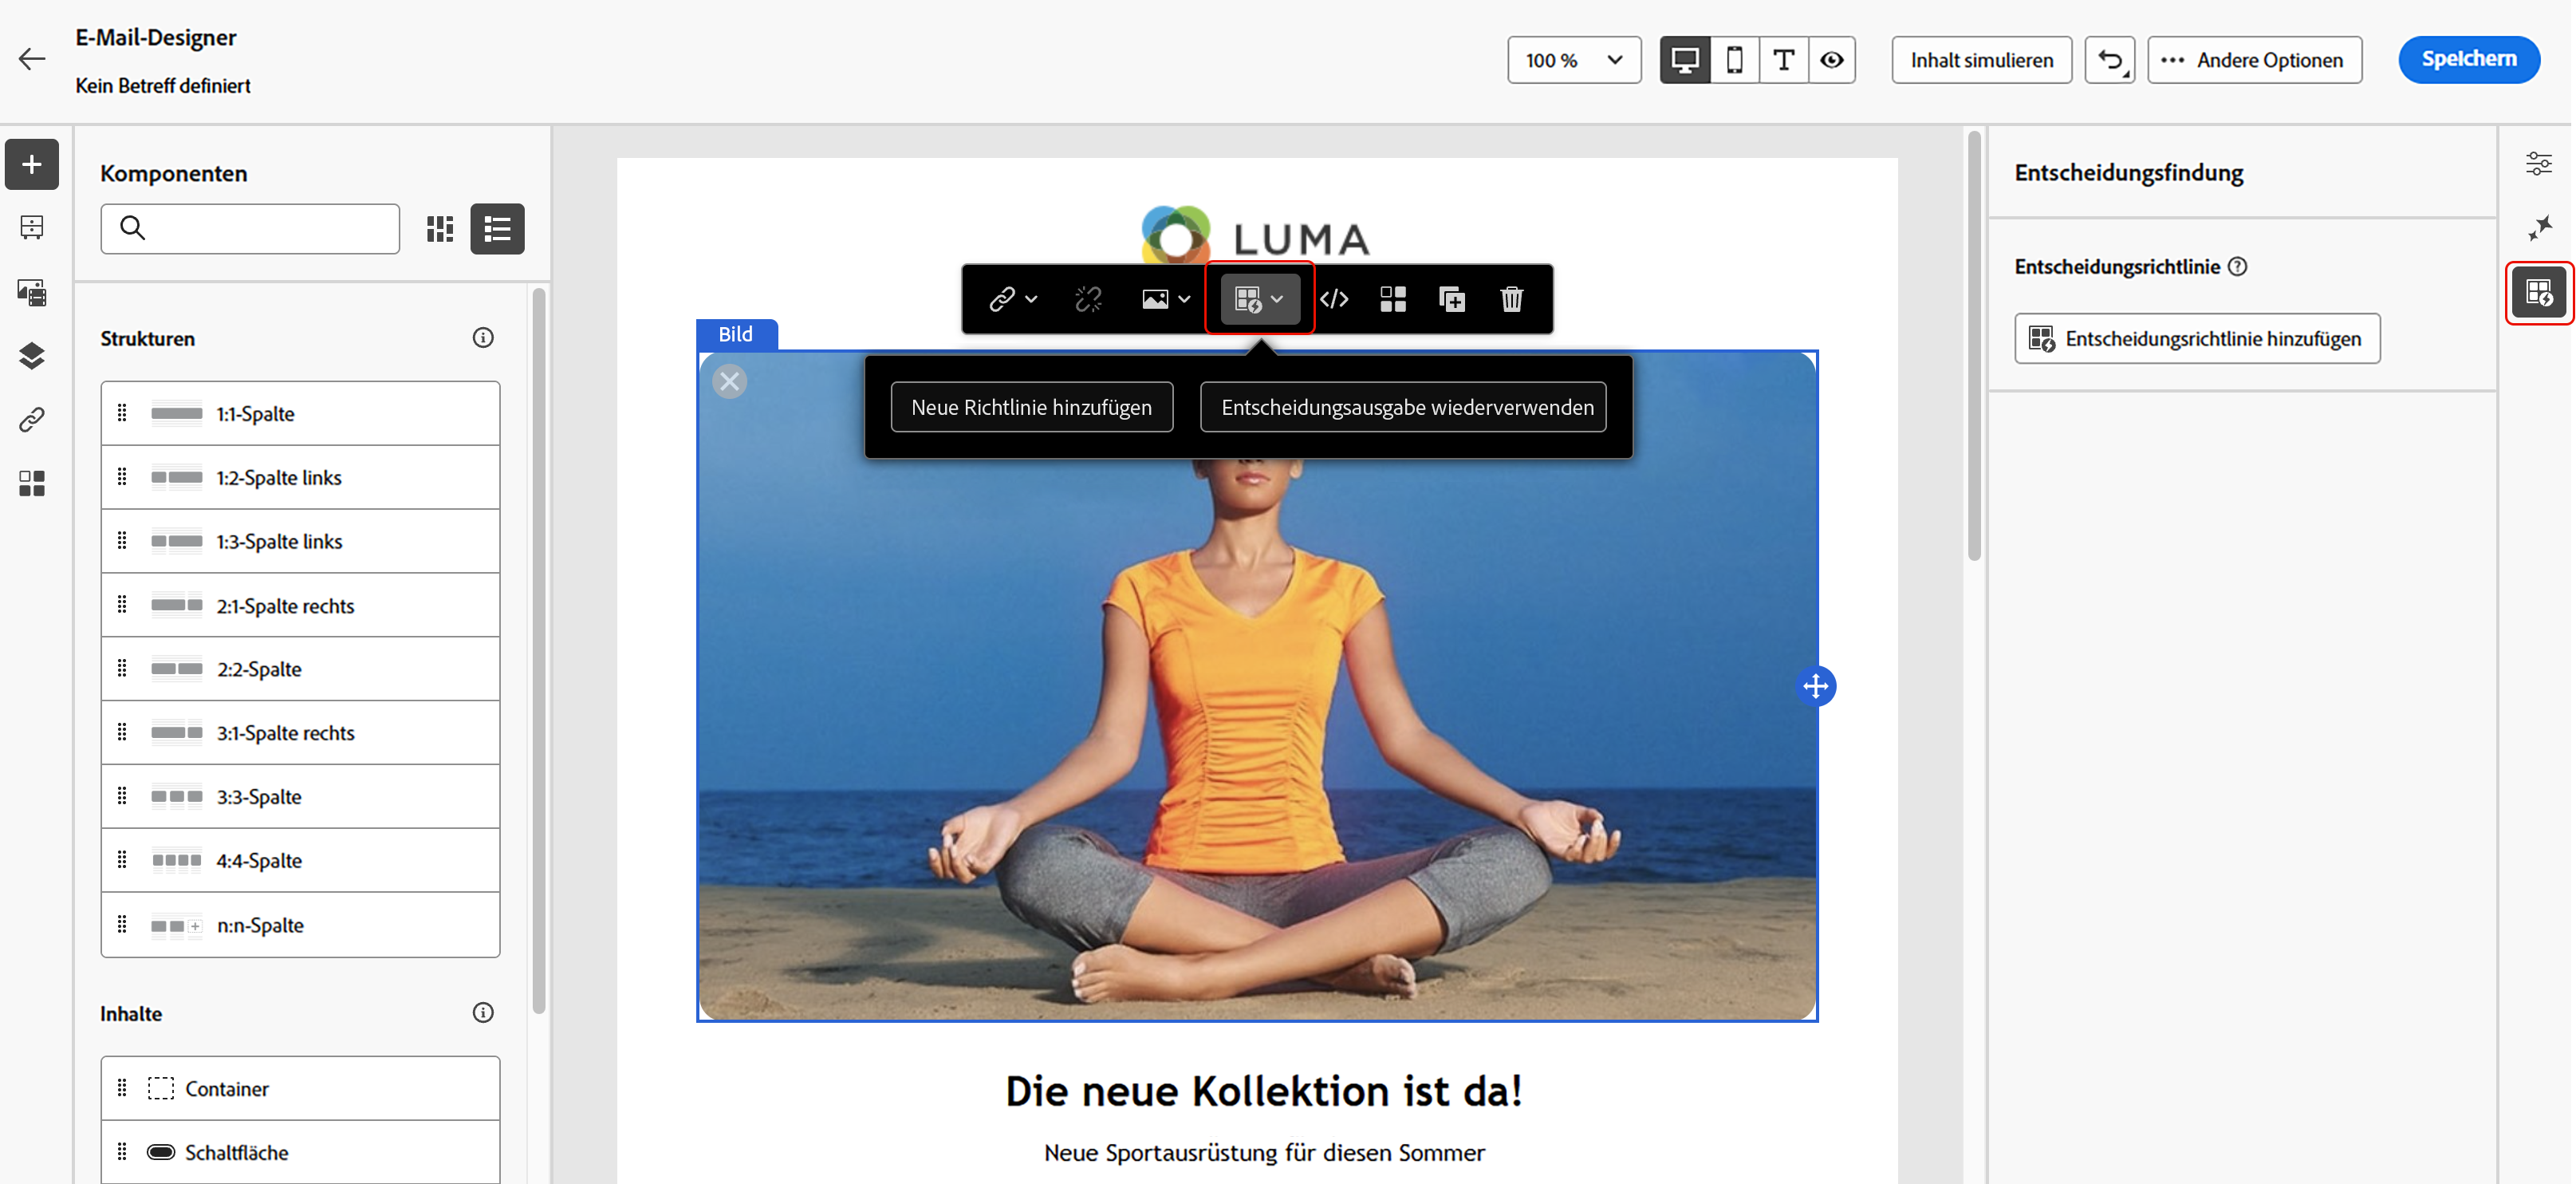 E-Mail-Designer
Kein Betreff definiert
100 %
Inhalt simulieren
Andere Optionen
Speichern
Komponenten
Strukturen
1:1-Spalte
1:2-Spalte links
1:3-Spalte links
2:1-Spalte rechts
2:2-Spalte
3:1-Spalte rechts
3:3-Spalte
4:4-Spalte
n:n-Spalte
Inhalte
Container
Schaltfläche
LUMA
Bild
Neue Richtlinie hinzufügen
Entscheidungsausgabe wiederverwenden
Die neue Kollektion ist da!
Neue Sportausrüstung für diesen Sommer
Entscheidungsfindung
Entscheidungsrichtlinie
Entscheidungsrichtlinie hinzufügen